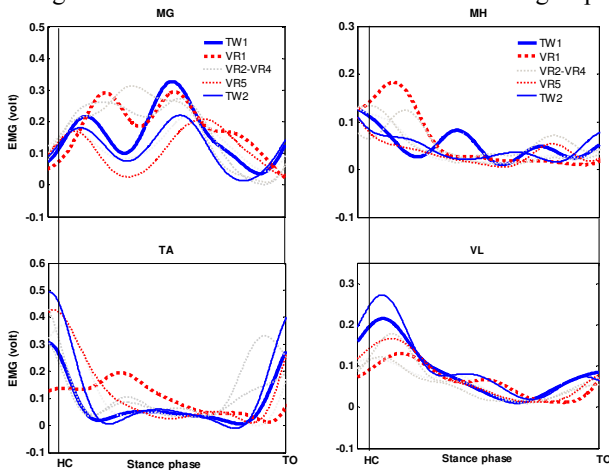 MG
0.5
0.4
0.3
0.2
0.1
0
-0.1
EMG (volt)
TW1
VR1
VR2-VR4
VR5
TW2
MH
0.3
0.2
0.1
0
-0.1
TW1
VR1
VR2-VR4
VR5
TW2
TA
0.6
0.5
0.4
0.3
0.2
0.1
0
-0.1
EMG (volt)
HC
Stance phase
TO
VL
0.3
0.2
0.1
0
-0.1
HC
Stance phase
TO